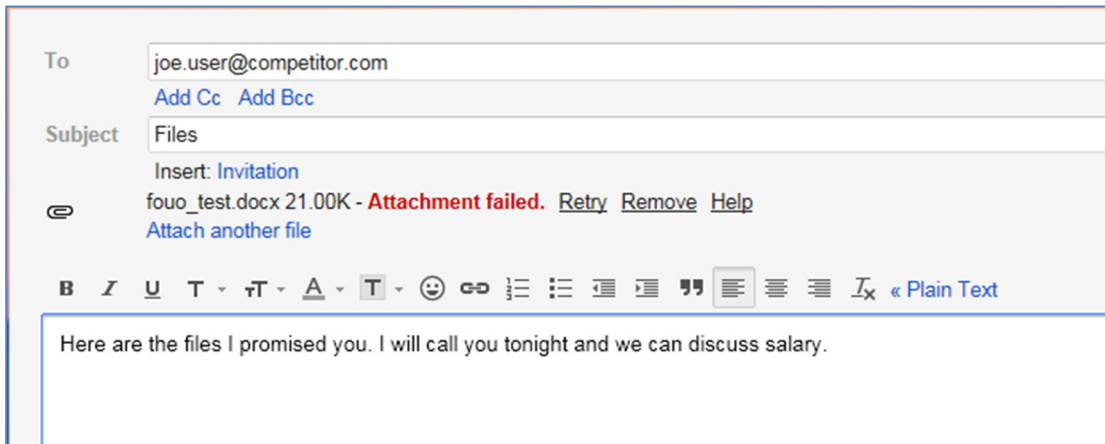 To joe.user@competitor.com
Add Cc Add Bcc
Subject Files
Insert: Invitation
fouo_test.docx 21.00K - Attachment failed. Retry Remove Help
Attach another file
B I U T T A T « Plain Text
Here are the files I promised you. I will call you tonight and we can discuss salary.